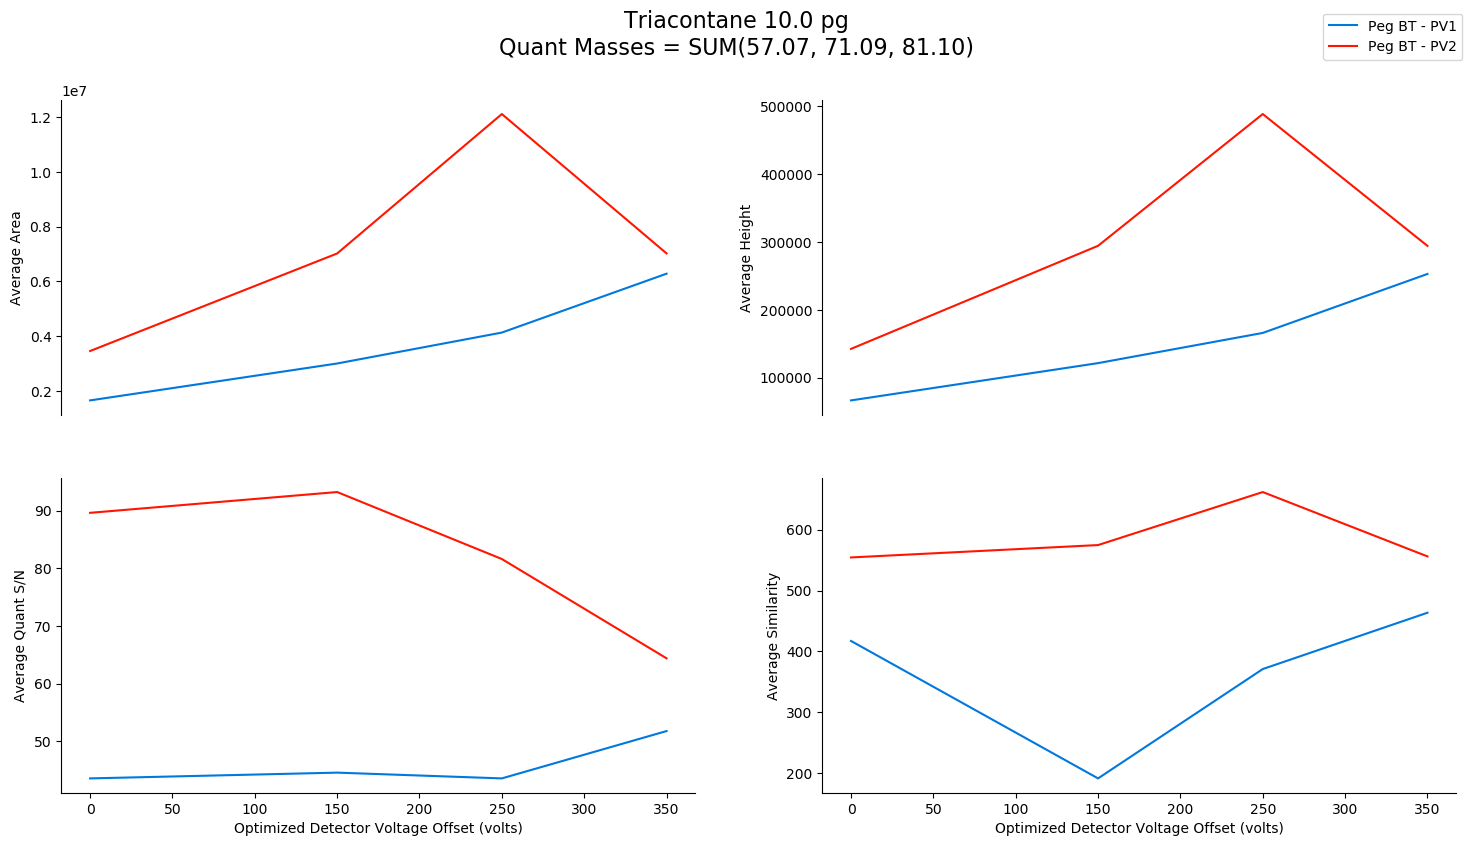 Triacontane 10.0 pg
Quant Masses = SUM(57.07, 71.09, 81.10)
Peg BT - PV1
Peg BT - PV2
1e7
1.2
1.0
0.8
0.6
0.4
0.2
Average Area
500000
400000
300000
200000
100000
Average Height
90
80
70
60
50
Average Quant S/N
0 50 100 150 200 250 300 350
Optimized Detector Voltage Offset (volts)
600
500
400
300
200
Average Similarity
0 50 100 150 200 250 300 350
Optimized Detector Voltage Offset (volts)